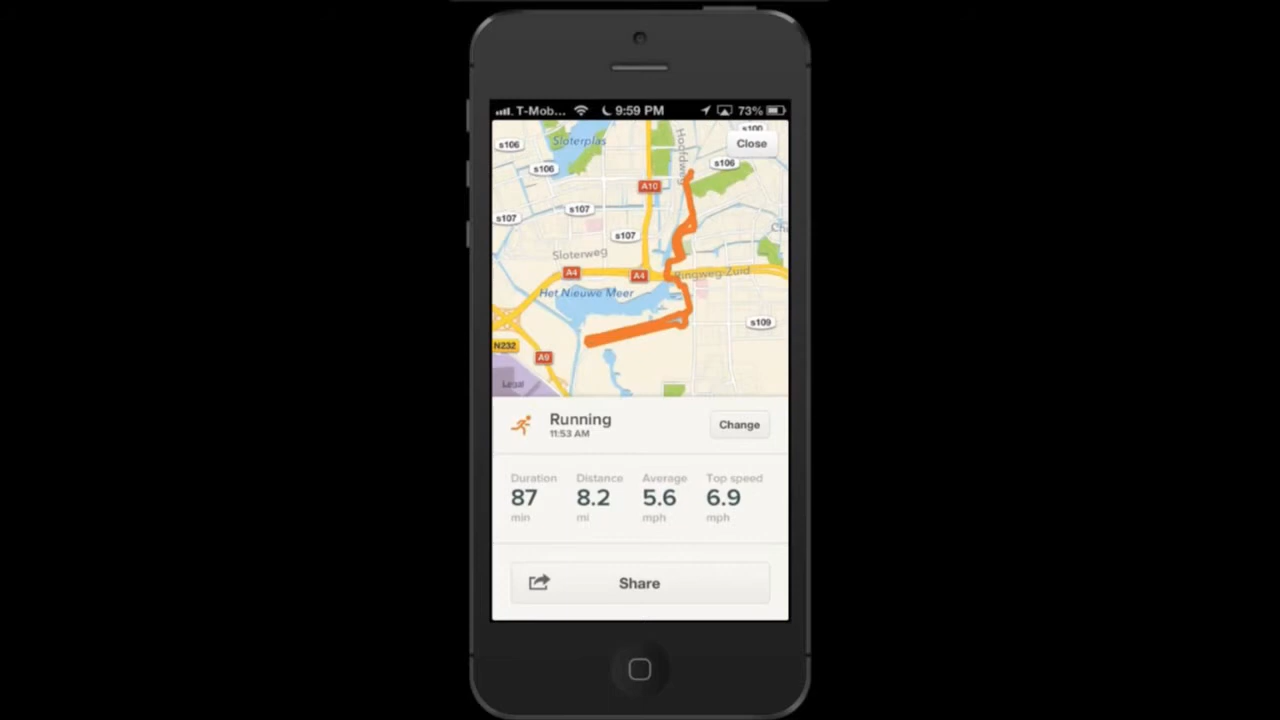 T-Mob... 9:59 PM 73%
s100
Sloterplas
s106
Close
s106
s106
Hoofdweg
A10
s107
s107
s107
Sloterweg
A4
A4
Ringweg Zuid
Het Nieuwe Meer
s109
N232
A9
Legal
Running
Change
11:53 AM
Duration Distance Average Top speed
87 8.2 5.6 6.9
min mi mph mph
Share